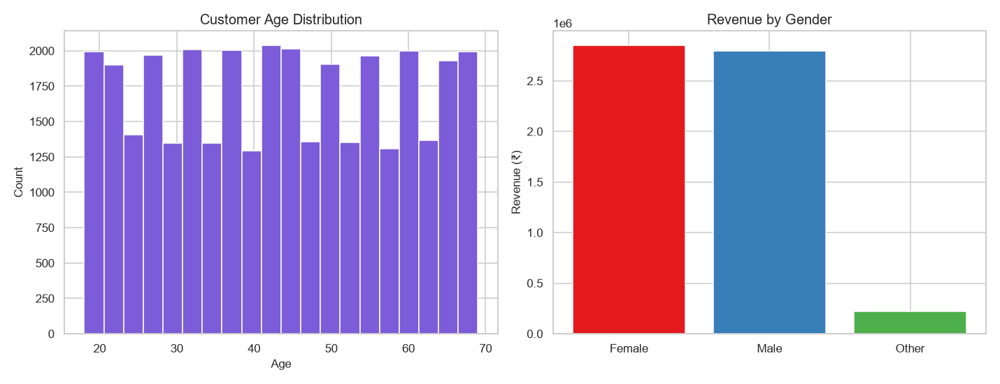 Customer Age Distribution
Count
2000
1750
1500
1250
1000
750
500
250
0
20 30 40 50 60 70
Age
Revenue by Gender
1e6
Revenue (₹)
2.5
2.0
1.5
1.0
0.5
0.0
Female Male Other